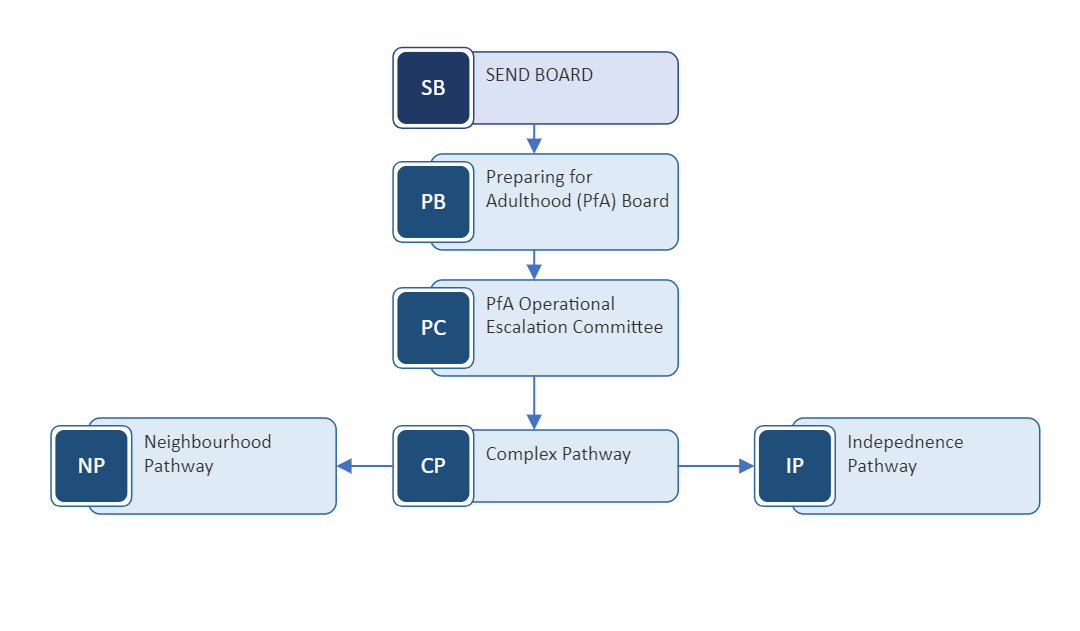 SB
SEND BOARD
PB
Preparing for
Adulthood (PfA) Board
PC
PfA Operational
Escalation Committee
NP
Neighbourhood
Pathway
CP
Complex Pathway
IP
Indepednence
Pathway